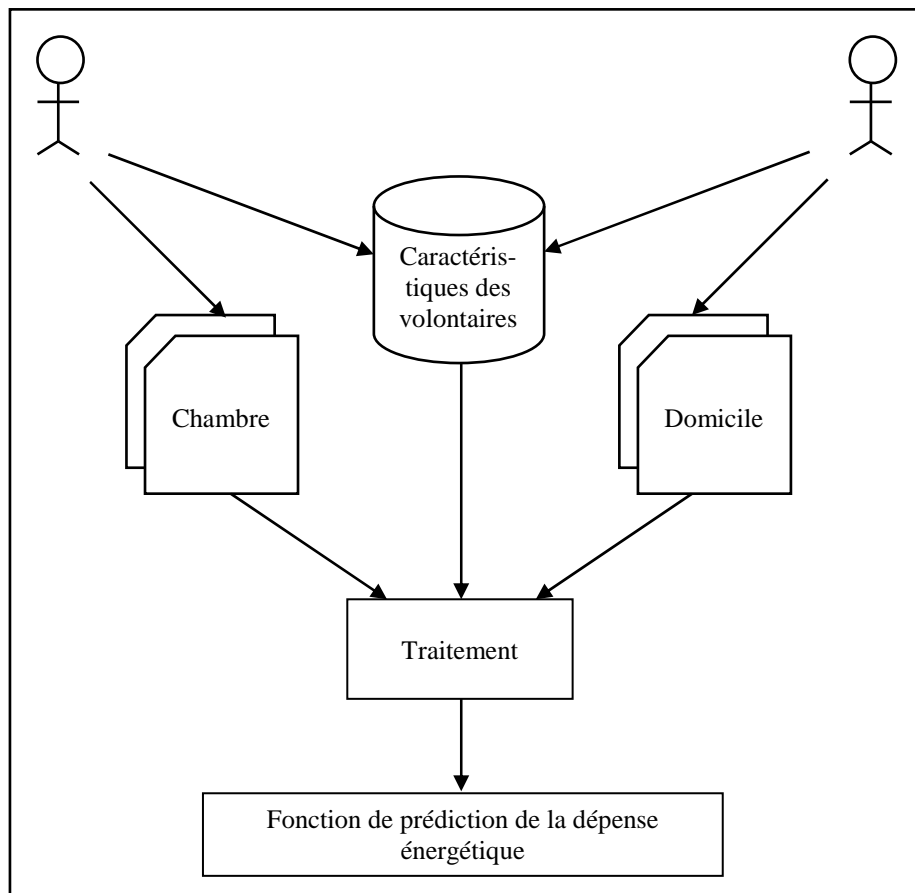 Caractéris-
tiques des
volontaires
Chambre
Domicile
Traitement
Fonction de prédiction de la dépense
énergétique